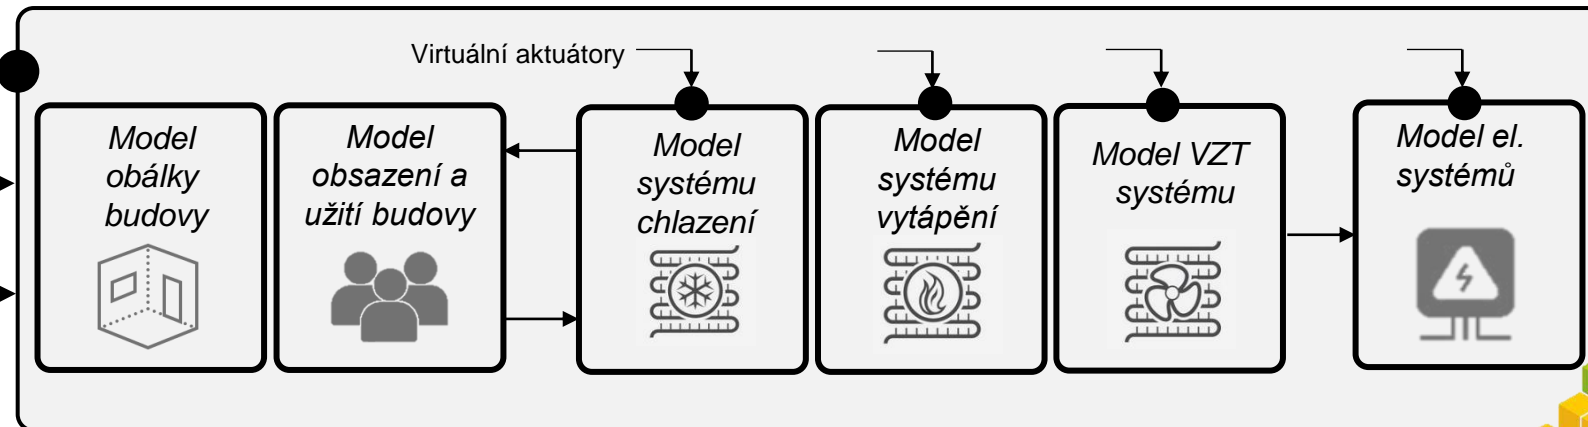 Virtuální aktuátory
Model
obálky
budovy
Model
obsazení a
užití budovy
Model
systému
chlazení
Model
systému
vytápění
Model VZT
systému
Model el.
systémů